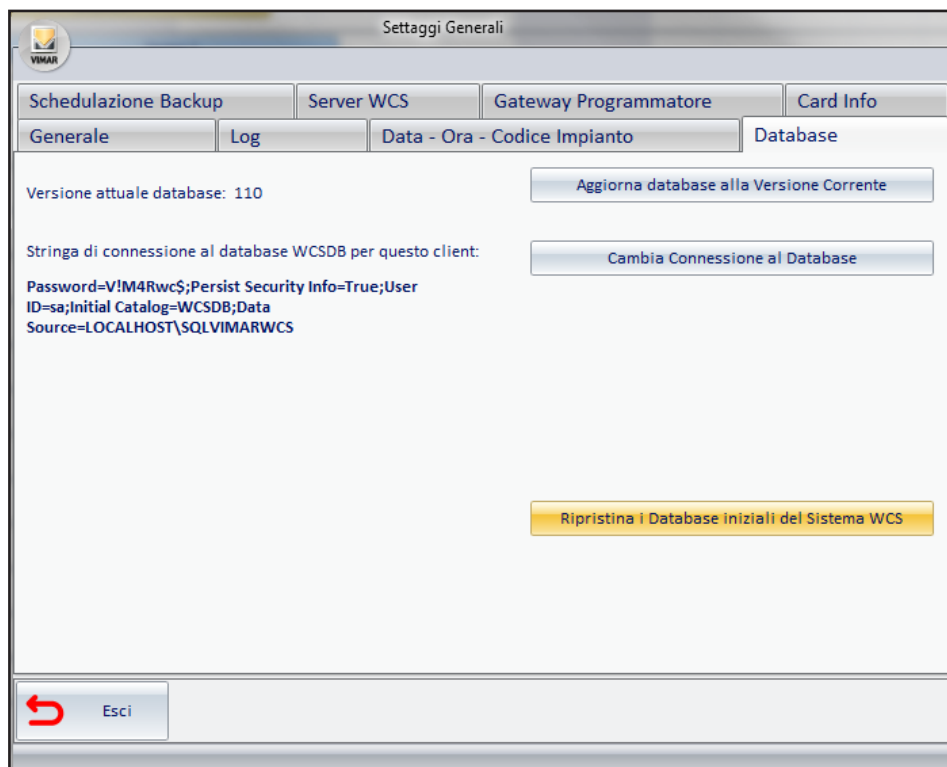 Settaggi Generali
VIMAR
Schedulazione Backup
Server WCS
Gateway Programmatore
Card Info
Generale
Log
Data - Ora - Codice Impianto
Database
Versione attuale database: 110
Aggiorna database alla Versione Corrente
Stringa di connessione al database WCSDB per questo client:
Cambia Connessione al Database
Password=V!M4Rwc$;Persist Security Info=True;User
ID=sa;Initial Catalog=WCSDB;Data
Source=LOCALHOST\SQLVIMARWCS
Ripristina i Database iniziali del Sistema WCS
Esci